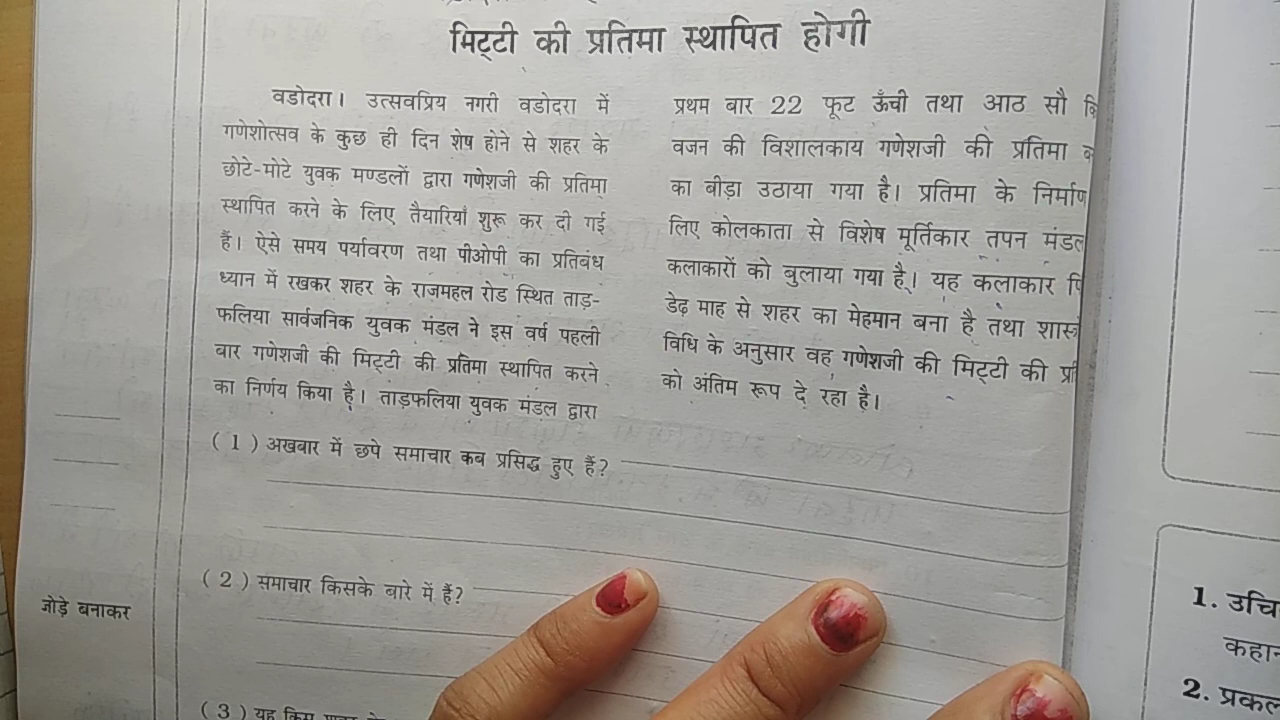 मिट्टी की प्रतिमा स्थापित होगी
वडोदरा। उत्सवप्रिय नगरी वडोदरा में
गणेशोत्सव के कुछ ही दिन शेष होने से शहर के
छोटे-मोटे युवक मण्डलों द्वारा गणेशजी की प्रतिमा
स्थापित करने के लिए तैयारियाँ शुरू कर दी गई
हैं। ऐसे समय पर्यावरण तथा पीओपी का प्रतिबंध
ध्यान में रखकर शहर के राजमहल रोड स्थित ताड़-
फलिया सार्वजनिक युवक मंडल ने इस वर्ष पहली
बार गणेशजी की मिट्टी की प्रतिमा स्थापित करने
का निर्णय किया है। ताड़फलिया युवक मंडल द्वारा
प्रथम बार 22 फूट ऊँची तथा आठ सौ
वजन की विशालकाय गणेशजी की प्रतिमा
का बीड़ा उठाया गया है। प्रतिमा के निर्माण
लिए कोलकाता से विशेष मूर्तिकार तपन मंडल
कलाकारों को बुलाया गया है। यह कलाकार
डेढ़ माह से शहर का मेहमान बना है तथा
विधि के अनुसार वह गणेशजी की मिट्टी की
को अंतिम रूप दे रहा है।
( 1 ) अखबार में छपे समाचार कब प्रसिद्ध हुए हैं?
( 2 ) समाचार किसके बारे में हैं?
( 3 ) यह किस
जोड़े बनाकर
1.
2.